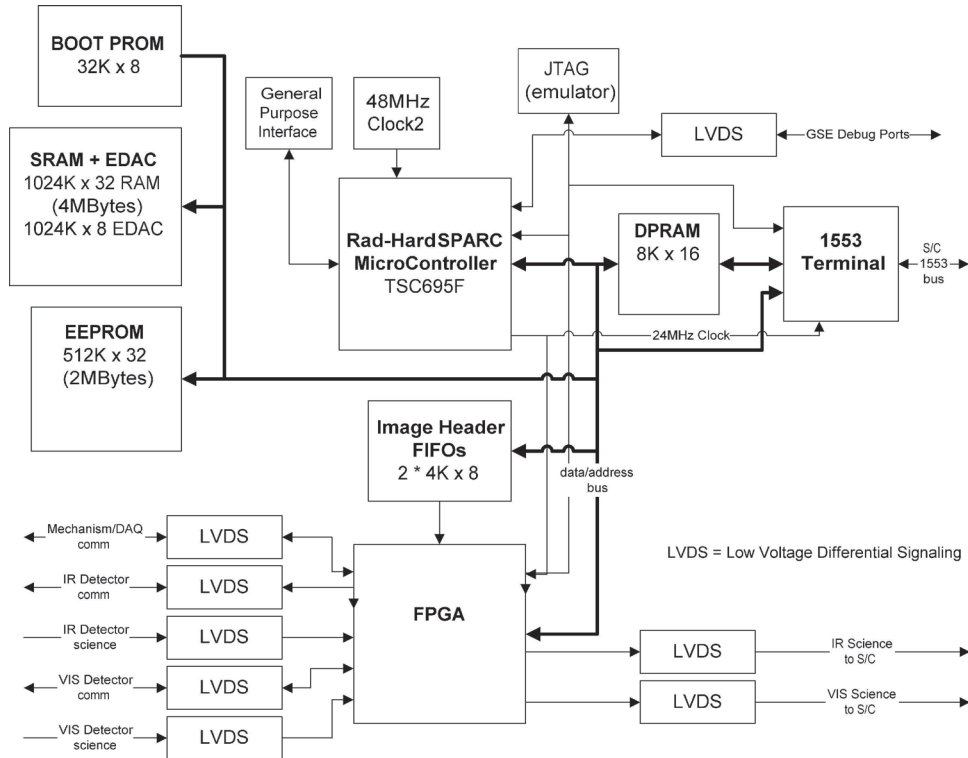 BOOT PROM
32K x 8
SRAM + EDAC
1024K x 32 RAM
(4MBytes)
1024K x 8 EDAC
EEPROM
512K x 32
(2MBytes)
General
Purpose
Interface
48MHz
Clock2
JTAG
(emulator)
LVDS
GSE Debug Ports
Rad-HardSPARC
MicroController
TSC695F
DPRAM
8K x 16
1553
Terminal
S/C
1553
bus
24MHz Clock
Image Header
FIFOs
2 * 4K x 8
data/address
bus
Mechanism/DAQ
comm
LVDS
IR Detector
comm
LVDS
IR Detector
science
LVDS
VIS Detector
comm
LVDS
VIS Detector
science
LVDS
FPGA
LVDS = Low Voltage Differential Signaling
LVDS
IR Science
to S/C
LVDS
VIS Science
to S/C